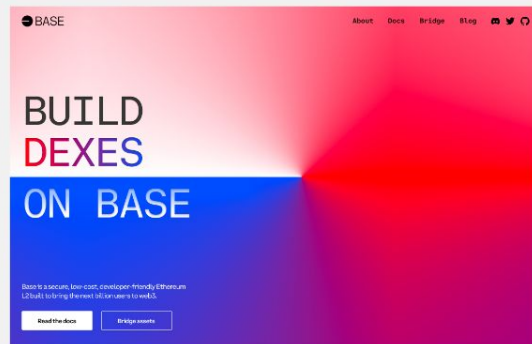 BASE
About Docs Bridge Blog
BUILD
DEXES
ON BASE
Base is a secure, low-cost, developer-friendly Ethereum
L2 built to bring the next billion users to web3.
Read the docs Bridge assets